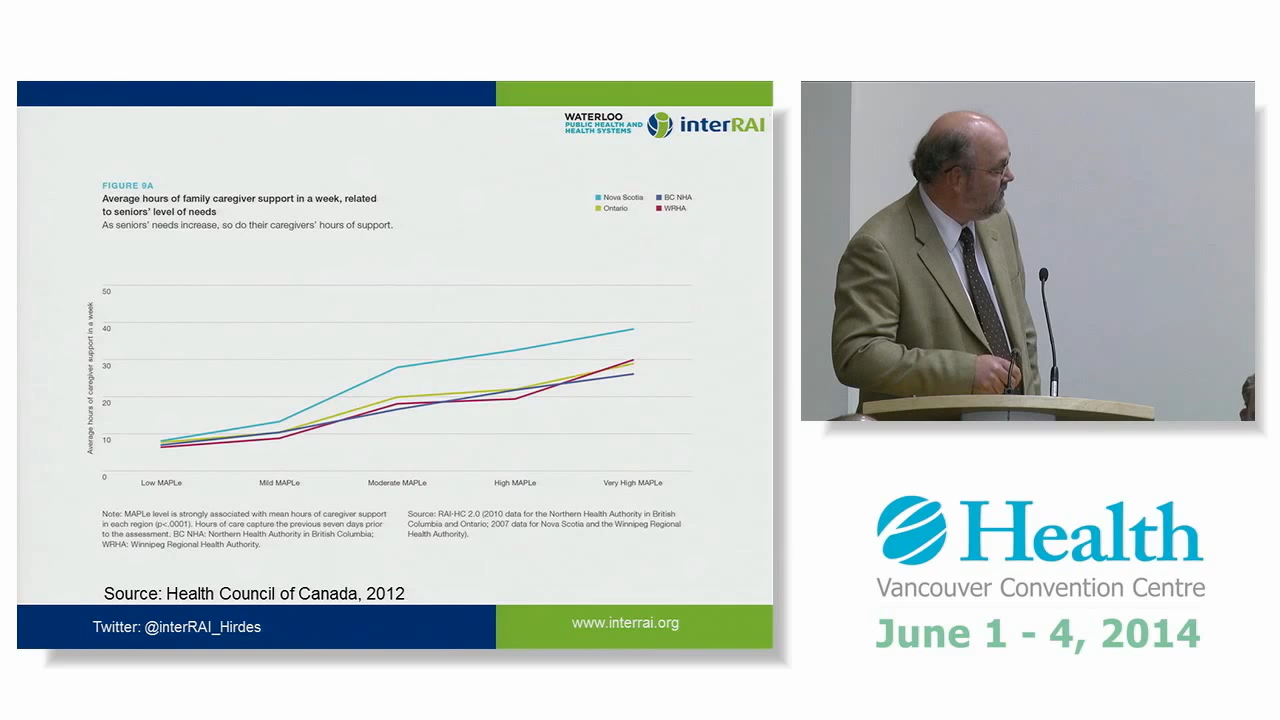 WATERLOO
PUBLIC HEALTH AND
HEALTH SYSTEMS
interRAI
FIGURE 9A
Average hours of family caregiver support in a week, related
to seniors' level of needs
As seniors' needs increase, so do their caregivers' hours of support.
Nova Scotia
BC NHA
Ontario
WRHA
Average hours of caregiver support in a week
50
40
30
20
10
0
Low MAPLe
Mild MAPLe
Moderate MAPLe
High MAPLe
Very High MAPLe
Note: MAPLe level is strongly associated with mean hours of caregiver support
in each region (p<.0001). Hours of care capture the previous seven days prior
to the assessment. BC NHA: Northern Health Authority in British Columbia;
WRHA: Winnipeg Regional Health Authority.
Source: RAI-HC 2.0 (2010 data for the Northern Health Authority in British
Columbia and Ontario; 2007 data for Nova Scotia and the Winnipeg Regional
Health Authority).
Source: Health Council of Canada, 2012
Twitter: @interRAI_Hirdes
www.interrai.org
Health
Vancouver Convention Centre
June 1 - 4, 2014